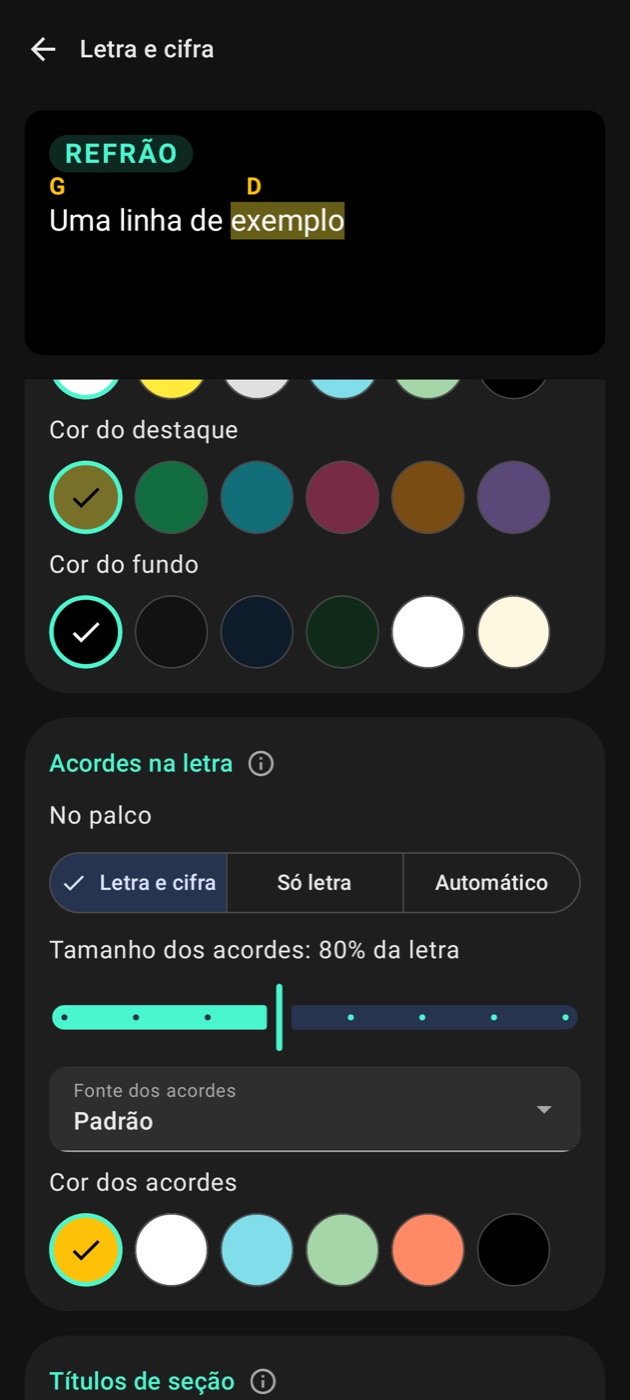 Letra e cifra
REFRÃO
G D
Uma linha de exemplo
Cor do destaque
Cor do fundo
Acordes na letra
No palco
Letra e cifra Só letra Automático
Tamanho dos acordes: 80% da letra
Fonte dos acordes
Padrão
Cor dos acordes
Títulos de seção